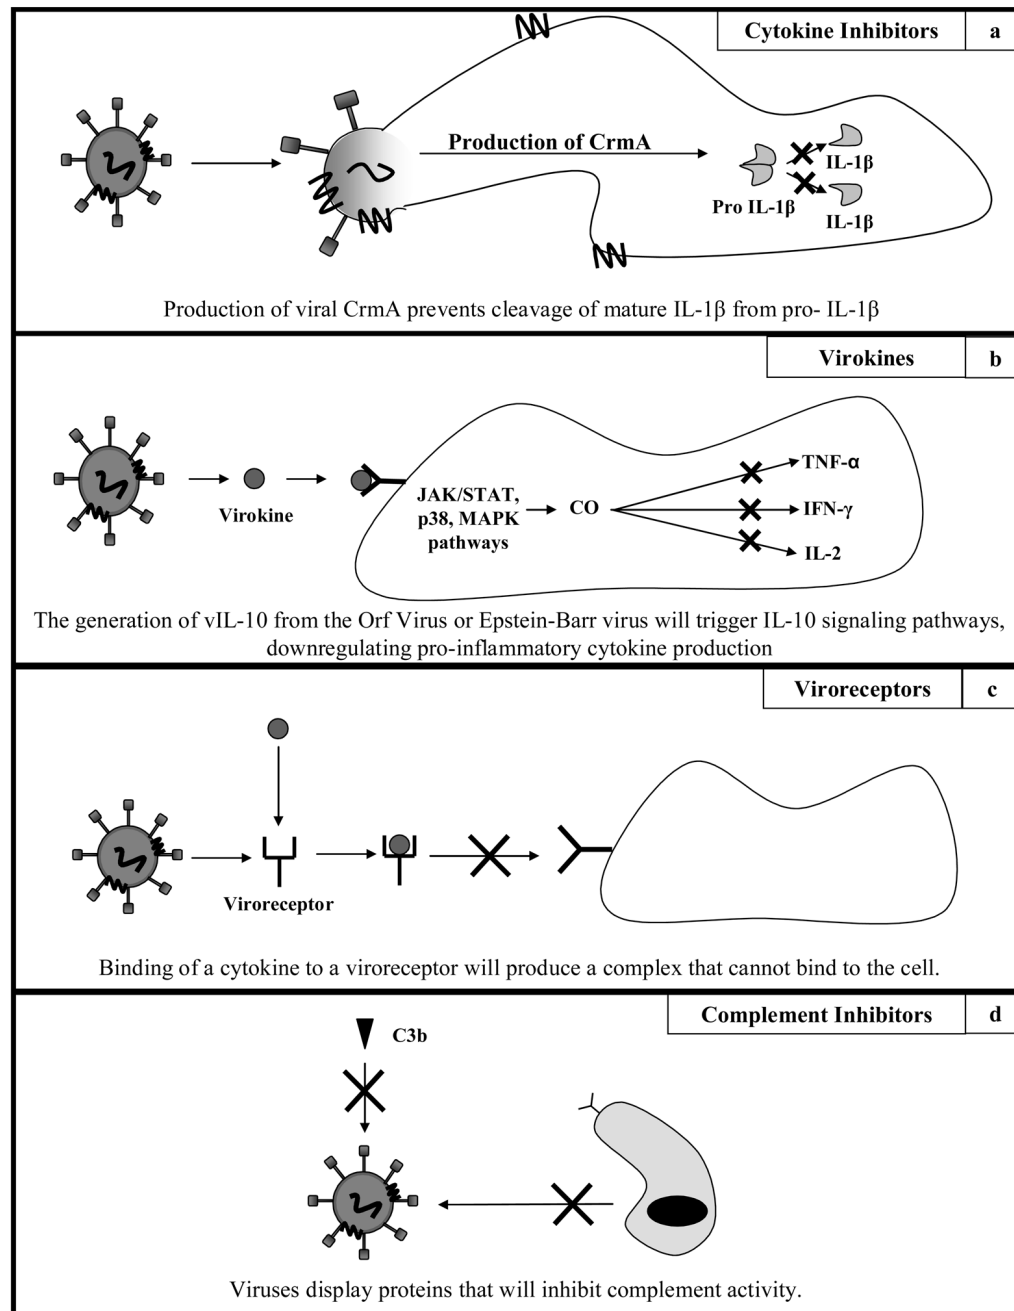 Cytokine Inhibitors
a
Production of CrmA
Pro IL-1β
IL-1β
IL-1β
Production of viral CrmA prevents cleavage of mature IL-1β from pro- IL-1β
Virokines
b
Virokine
JAK/STAT,
p38, MAPK
pathways
CO
TNF-α
IFN-γ
IL-2
The generation of vIL-10 from the Orf Virus or Epstein-Barr virus will trigger IL-10 signaling pathways,
downregulating pro-inflammatory cytokine production
Viroreceptors
c
Viroreceptor
Binding of a cytokine to a viroreceptor will produce a complex that cannot bind to the cell.
Complement Inhibitors
d
C3b
Viruses display proteins that will inhibit complement activity.